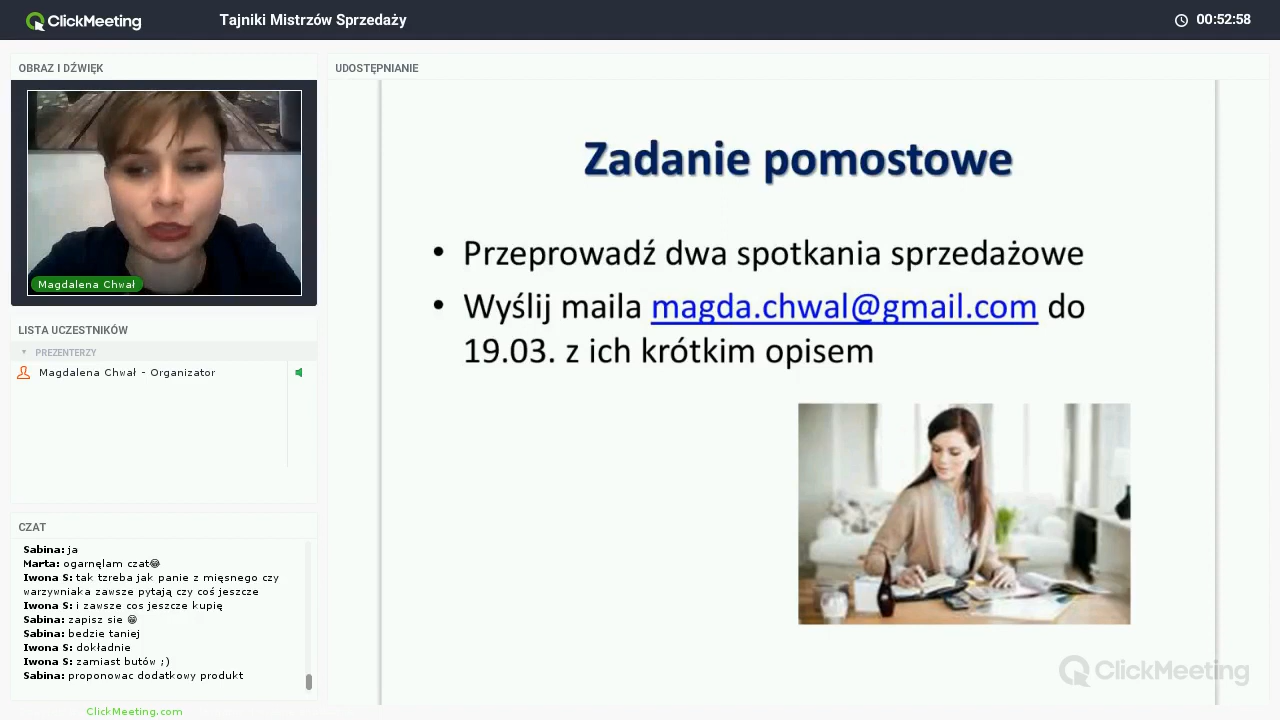 ClickMeeting
Tajniki Mistrzów Sprzedaży
00:52:58
OBRAZ I DŹWIĘK
Magdalena Chwał
LISTA UCZESTNIKÓW
PREZENTERZY
Magdalena Chwał - Organizator
CZAT
Sabina: ja
Marta: ogarnęlam czat😂
Iwona S: tak tzreba jak panie z mięsnego czy
warzywniaka zawsze pytają czy coś jeszcze
Iwona S: i zawsze cos jeszcze kupię
Sabina: zapisz sie 😁
Sabina: bedzie taniej
Iwona S: dokładnie
Iwona S: zamiast butów ;)
Sabina: proponowac dodatkowy produkt
ClickMeeting.com
UDOSTĘPNIANIE
Zadanie pomostowe
• Przeprowadź dwa spotkania sprzedażowe
• Wyślij maila magda.chwal@gmail.com do
19.03. z ich krótkim opisem
ClickMeeting